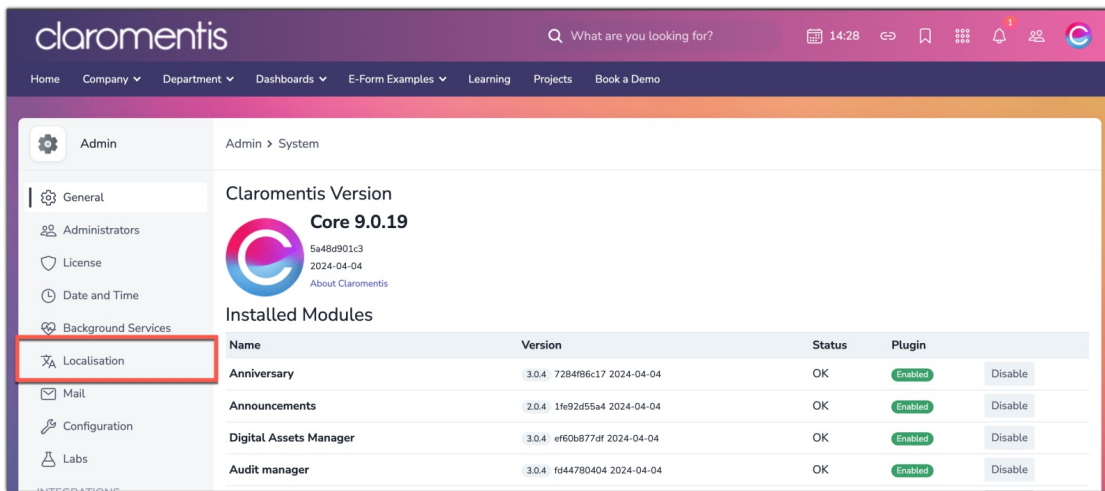 claromentis
What are you looking for?
14:28
1
Home Company Department Dashboards E-Form Examples Learning Projects Book a Demo
Admin
Admin > System
General
Administrators
License
Date and Time
Background Services
Localisation
Mail
Configuration
Labs
INTEGRATIONS
Claromentis Version
Core 9.0.19
5a48d901c3
2024-04-04
About Claromentis
Installed Modules
Name Version Status Plugin
Anniversary 3.0.4 7284f86c17 2024-04-04 OK Enabled Disable
Announcements 2.0.4 1fe92d55a4 2024-04-04 OK Enabled Disable
Digital Assets Manager 3.0.4 ef60b877df 2024-04-04 OK Enabled Disable
Audit manager 3.0.4 fd44780404 2024-04-04 OK Enabled Disable